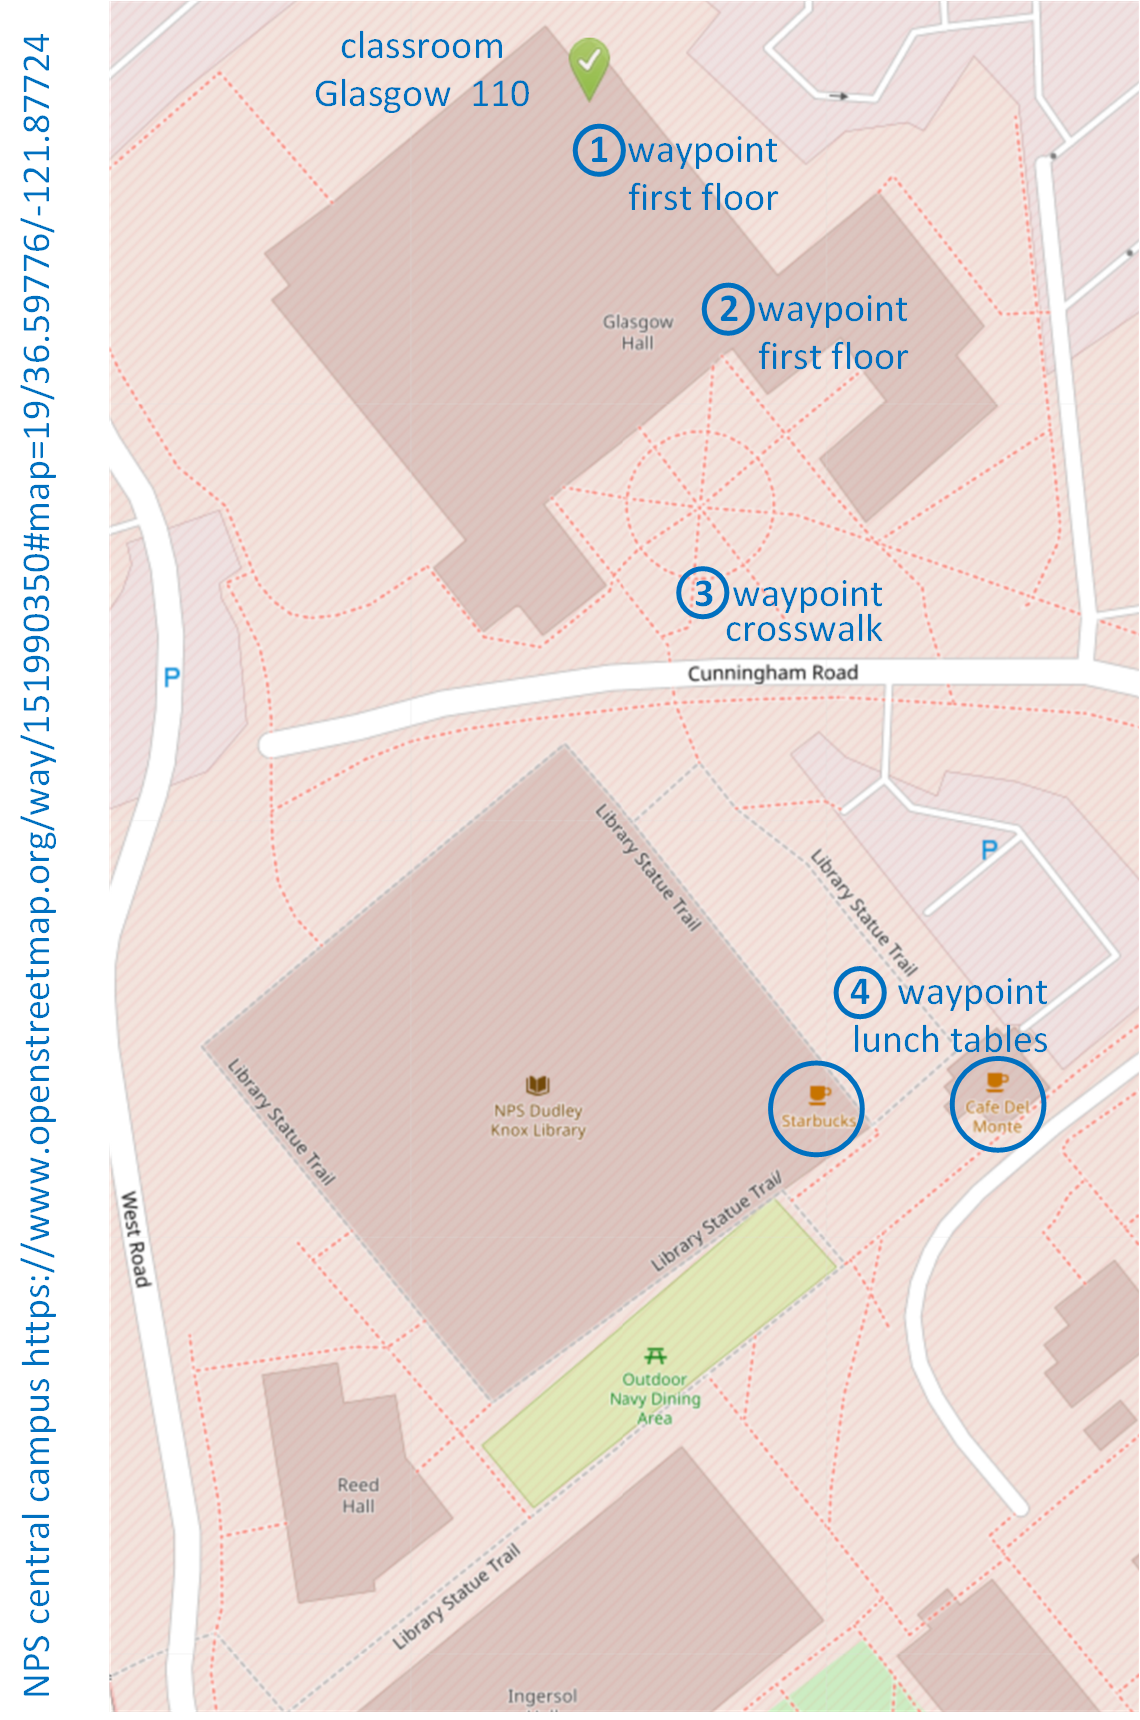 NPS central campus https://www.openstreetmap.org/way/151990350#map=19/36.59776/-121.87724
classroom
Glasgow 110
1 waypoint
first floor
2 waypoint
first floor
Glasgow
Hall
3 waypoint
crosswalk
Cunningham Road
P
P
Library Statue Trail
Library Statue Trail
4 waypoint
lunch tables
Starbucks
Cafe Del
Monte
NPS Dudley
Knox Library
Library Statue Trail
Library Statue Trail
West Road
Outdoor
Navy Dining
Area
Reed
Hall
Library Statue Trail
Ingersol